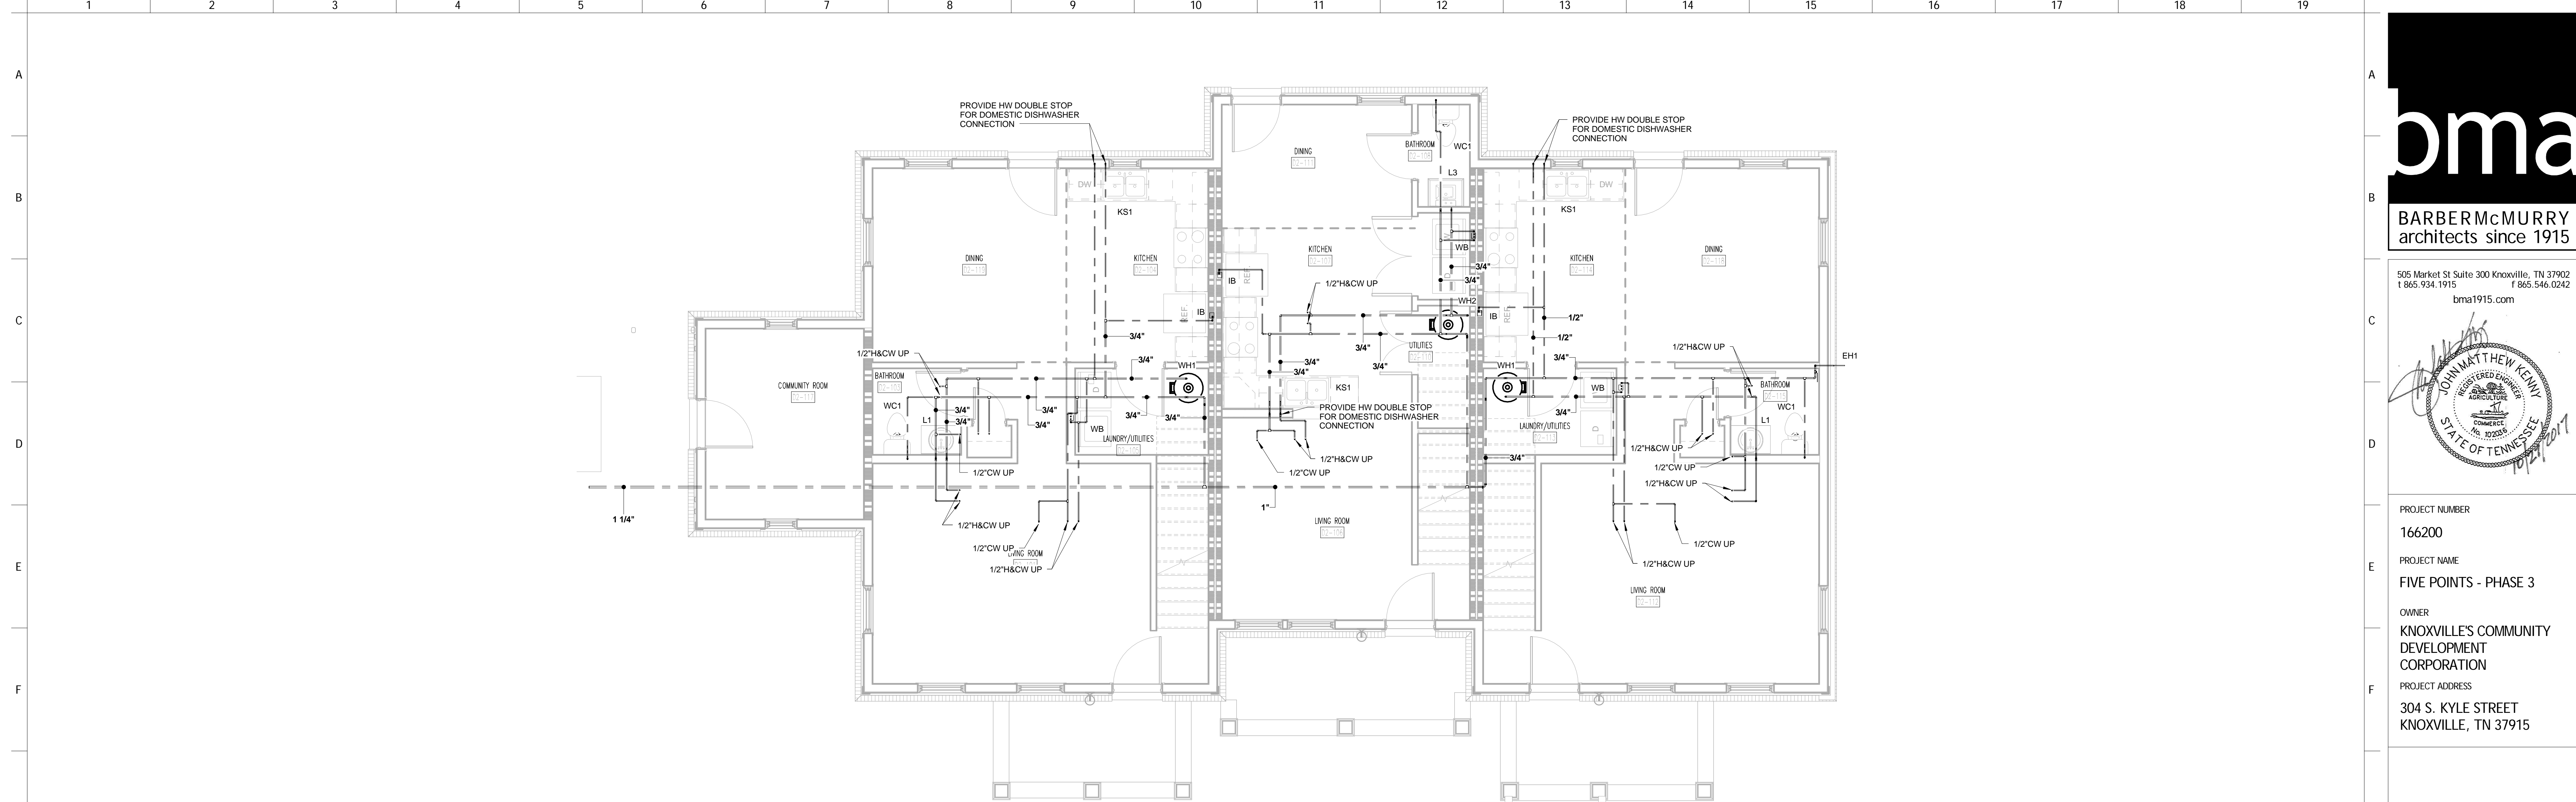 1 2 3 4 5 6 7 8 9 10 11 12 13 14 15 16 17 18 19
A
A
B
B
C
C
D
D
E
E
F
F
PROVIDE HW DOUBLE STOP
FOR DOMESTIC DISHWASHER
CONNECTION
PROVIDE HW DOUBLE STOP
FOR DOMESTIC DISHWASHER
CONNECTION
DINING
BATHROOM
WC1
L3
DW
KS1
KS1
DW
DINING
KITCHEN
KITCHEN
WB
KITCHEN
DINING
3/4"
3/4"
IB
REF.
1/2"H&CW UP
WH2
REF.
IB
REF.
IB
1/2"
3/4"
1/2"
3/4"
3/4"
UTILITIES
1/2"H&CW UP
3/4"
3/4"
3/4"
1/2"H&CW UP
EH1
COMMUNITY ROOM
BATHROOM
WH1
3/4"
WH1
WB
BATHROOM
KS1
WC1
3/4"
3/4"
3/4"
3/4"
PROVIDE HW DOUBLE STOP
FOR DOMESTIC DISHWASHER
CONNECTION
3/4"
WC1
L1
3/4"
3/4"
WB
LAUNDRY/UTILITIES
LAUNDRY/UTILITIES
L1
1/2"H&CW UP
1/2"H&CW UP
3/4"
1/2"CW UP
1/2"CW UP
1/2"CW UP
1/2"H&CW UP
1 1/4"
1"
1/2"H&CW UP
LIVING ROOM
1/2"CW UP
LIVING ROOM
1/2"CW UP
1/2"H&CW UP
1/2"H&CW UP
LIVING ROOM
bma
BARBERMcMURRY
architects since 1915
505 Market St Suite 300 Knoxville, TN 37902
t 865.934.1915 f 865.546.0242
bma1915.com
JOHN MATTHEW KENNY
REGISTERED ENGINEER
AGRICULTURE
COMMERCE
No. 102036
STATE OF TENNESSEE
PROJECT NUMBER
166200
PROJECT NAME
FIVE POINTS - PHASE 3
OWNER
KNOXVILLE'S COMMUNITY
DEVELOPMENT
CORPORATION
PROJECT ADDRESS
304 S. KYLE STREET
KNOXVILLE, TN 37915